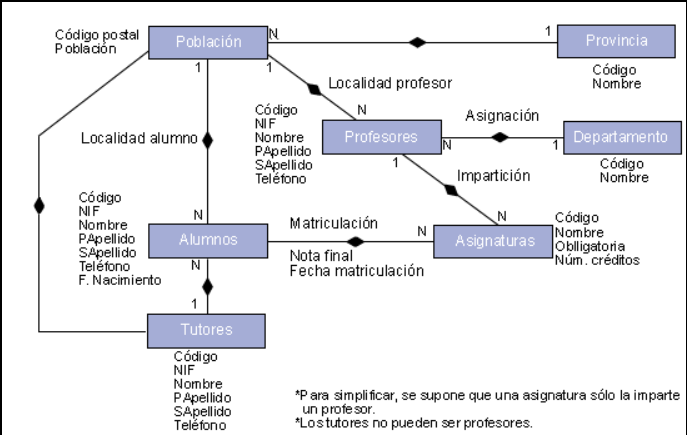 Código postal
Población
Población
N
1
Provincia
1
1
Código
Nombre
Localidad profesor
Código
NIF
Nombre
PApellido
SApellido
Teléfono
N
Profesores
Asignación
N
1
Departamento
Código
Nombre
Localidad alumno
1
Impartición
Código
NIF
Nombre
PApellido
SApellido
Teléfono
F. Nacimiento
N
Alumnos
N
Matriculación
Nota final
Fecha matriculación
N
N
Asignaturas
Código
Nombre
Oblligatoria
Núm. créditos
1
Tutores
Código
NIF
Nombre
PApellido
SApellido
Teléfono
*Para simplificar, se supone que una asignatura sólo la imparte
un profesor.
*Los tutores no pueden ser profesores.